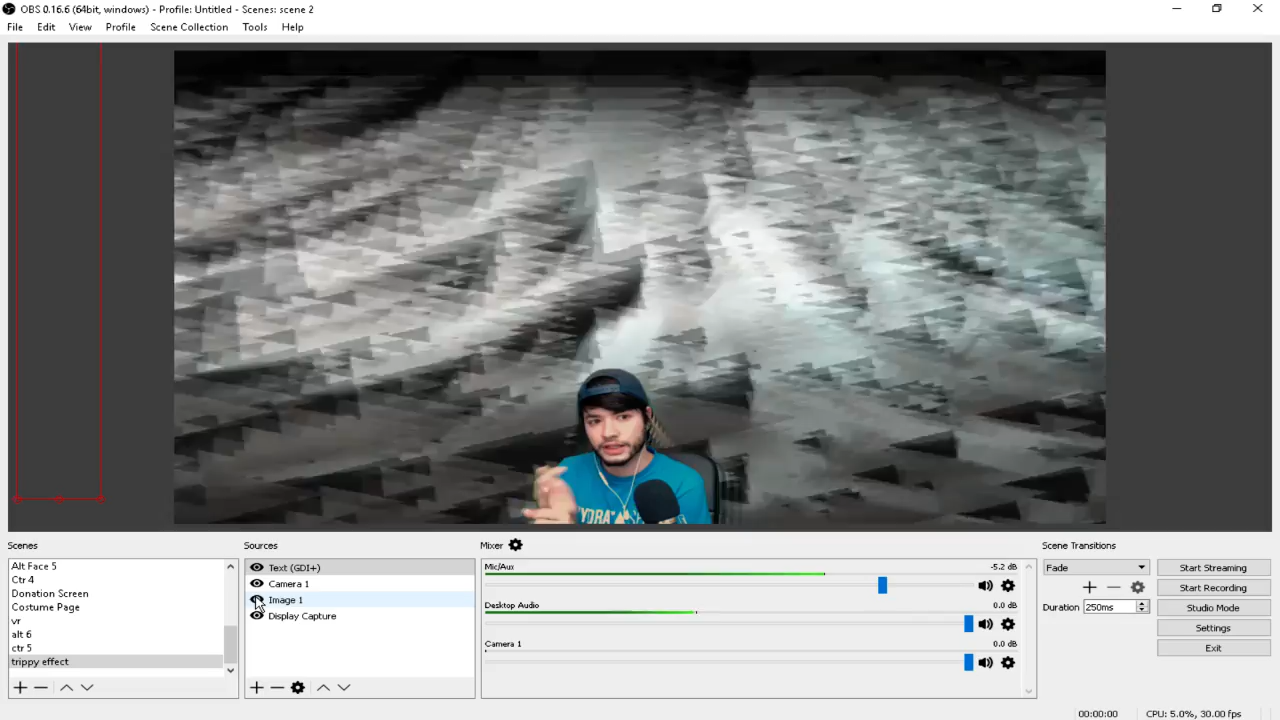 OBS 0.16.6 (64bit, windows) - Profile: Untitled - Scenes: scene 2
File Edit View Profile Scene Collection Tools Help
Scenes
Alt Face 5
Ctr 4
Donation Screen
Costume Page
vr
alt 6
ctr 5
trippy effect
Sources
Text (GDI+)
Camera 1
Image 1
Display Capture
Mixer
Mic/Aux -5.2 dB
Desktop Audio 0.0 dB
Camera 1 0.0 dB
Scene Transitions
Fade
Duration 250ms
Start Streaming
Start Recording
Studio Mode
Settings
Exit
00:00:00 CPU: 5.0%, 30.00 fps